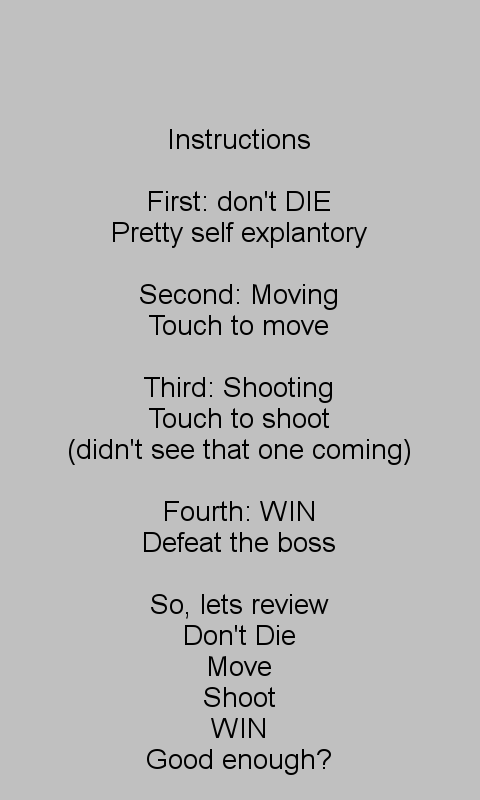 Instructions
First: don't DIE
Pretty self explantory
Second: Moving
Touch to move
Third: Shooting
Touch to shoot
(didn't see that one coming)
Fourth: WIN
Defeat the boss
So, lets review
Don't Die
Move
Shoot
WIN
Good enough?